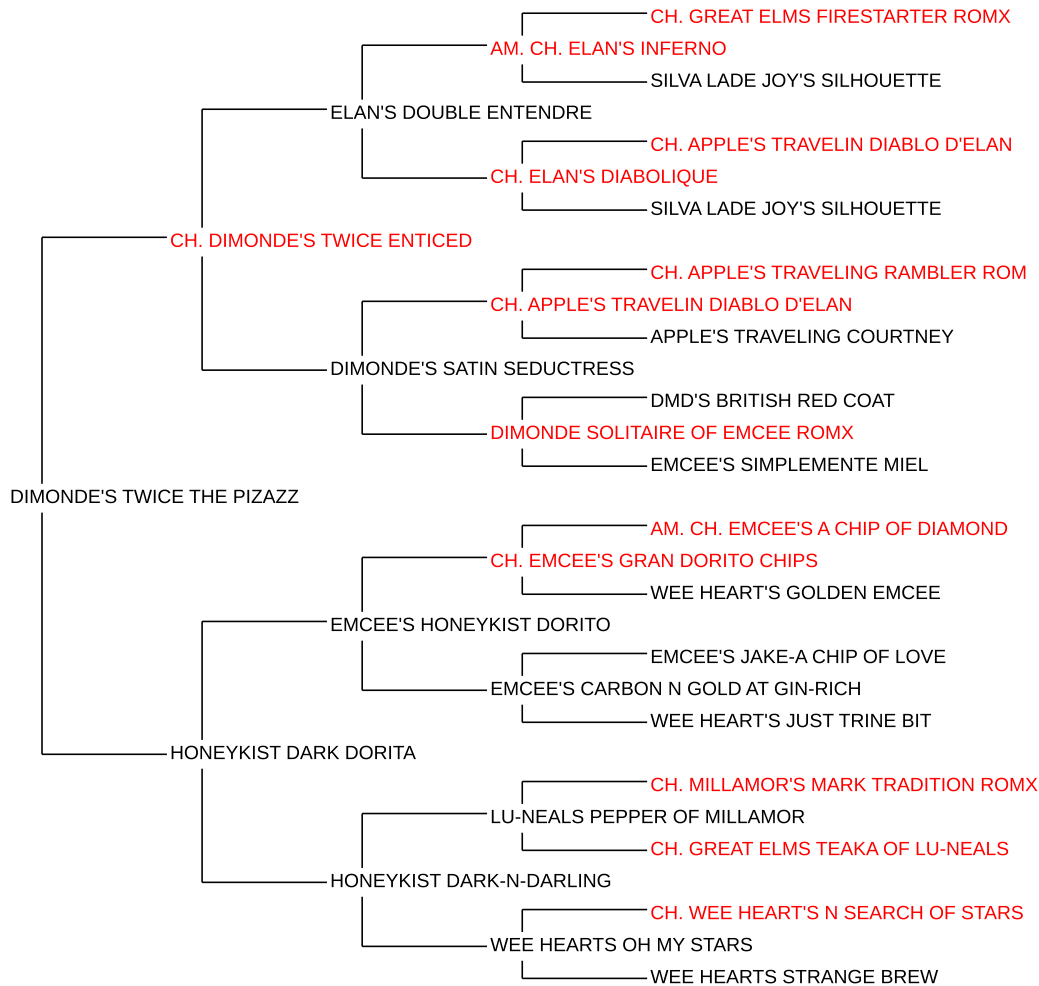 CH. GREAT ELMS FIRESTARTER ROMX
AM. CH. ELAN'S INFERNO
SILVA LADE JOY'S SILHOUETTE
ELAN'S DOUBLE ENTENDRE
CH. APPLE'S TRAVELIN DIABLO D'ELAN
CH. ELAN'S DIABOLIQUE
SILVA LADE JOY'S SILHOUETTE
CH. DIMONDE'S TWICE ENTICED
CH. APPLE'S TRAVELING RAMBLER ROM
CH. APPLE'S TRAVELIN DIABLO D'ELAN
APPLE'S TRAVELING COURTNEY
DIMONDE'S SATIN SEDUCTRESS
DMD'S BRITISH RED COAT
DIMONDE SOLITAIRE OF EMCEE ROMX
EMCEE'S SIMPLEMENTE MIEL
DIMONDE'S TWICE THE PIZAZZ
AM. CH. EMCEE'S A CHIP OF DIAMOND
CH. EMCEE'S GRAN DORITO CHIPS
WEE HEART'S GOLDEN EMCEE
EMCEE'S HONEYKIST DORITO
EMCEE'S JAKE-A CHIP OF LOVE
EMCEE'S CARBON N GOLD AT GIN-RICH
WEE HEART'S JUST TRINE BIT
HONEYKIST DARK DORITA
CH. MILLAMOR'S MARK TRADITION ROMX
LU-NEALS PEPPER OF MILLAMOR
CH. GREAT ELMS TEAKA OF LU-NEALS
HONEYKIST DARK-N-DARLING
CH. WEE HEART'S N SEARCH OF STARS
WEE HEARTS OH MY STARS
WEE HEARTS STRANGE BREW